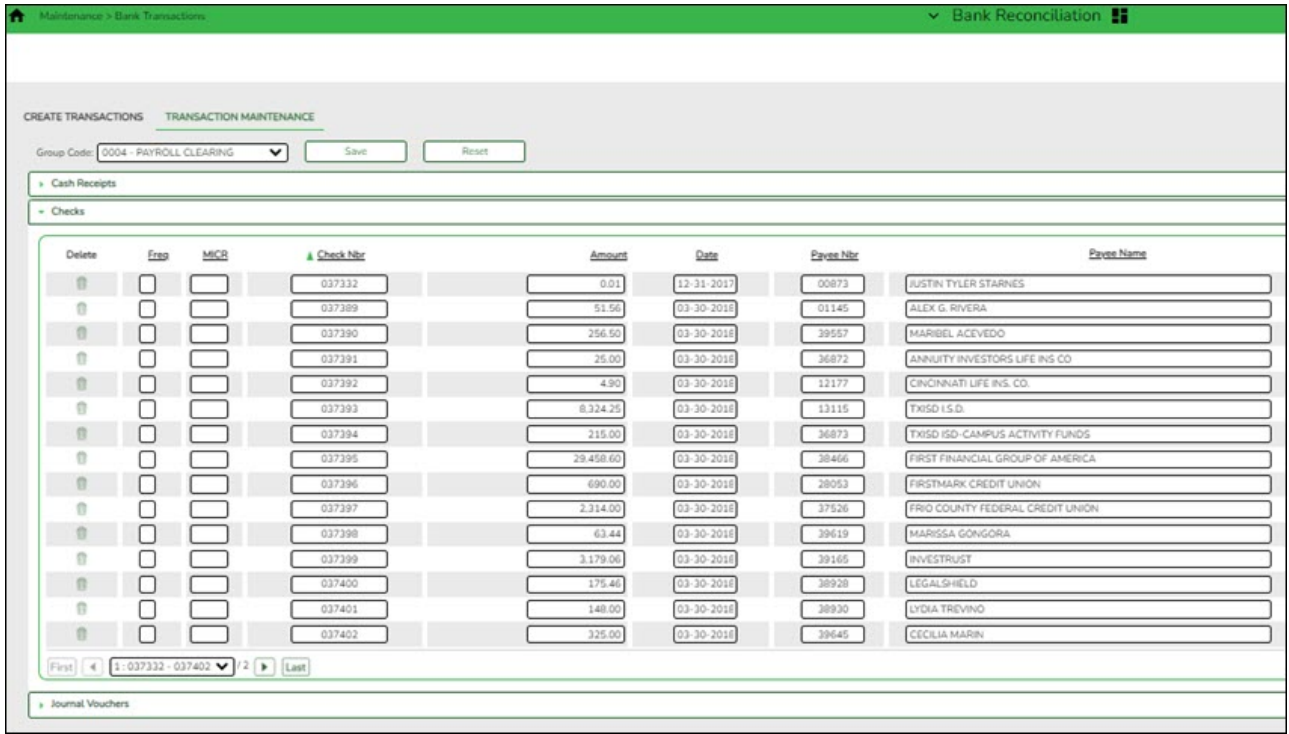 Maintenance > Bank Transactions
Bank Reconciliation
CREATE TRANSACTIONS TRANSACTION MAINTENANCE
Group Code: 0004 - PAYROLL CLEARING Save Reset
Cash Receipts
Checks
Delete Freq MICR Check Nbr Amount Date Payee Nbr Payee Name
037332 0.01 12-31-2017 00873 JUSTIN TYLER STARNES
037389 51.56 03-30-2018 01145 ALEX G. RIVERA
037390 256.50 03-30-2018 39557 MARIBEL ACEVEDO
037391 25.00 03-30-2018 36872 ANNUITY INVESTORS LIFE INS CO
037392 4.90 03-30-2018 12177 CINCINNATI LIFE INS. CO.
037393 8,324.25 03-30-2018 13115 TXISD I.S.D.
037394 215.00 03-30-2018 36873 TXISD ISD-CAMPUS ACTIVITY FUNDS
037395 29,458.60 03-30-2018 38466 FIRST FINANCIAL GROUP OF AMERICA
037396 690.00 03-30-2018 28053 FIRSTMARK CREDIT UNION
037397 2,314.00 03-30-2018 37526 FRIO COUNTY FEDERAL CREDIT UNION
037398 63.44 03-30-2018 39619 MARISSA GONGORA
037399 3,179.06 03-30-2018 39165 INVESTRUST
037400 175.46 03-30-2018 38928 LEGALSHIELD
037401 148.00 03-30-2018 38930 LYDIA TREVINO
037402 325.00 03-30-2018 39645 CECILIA MARIN
First 1 : 037332 - 037402 / 2 Last
Journal Vouchers